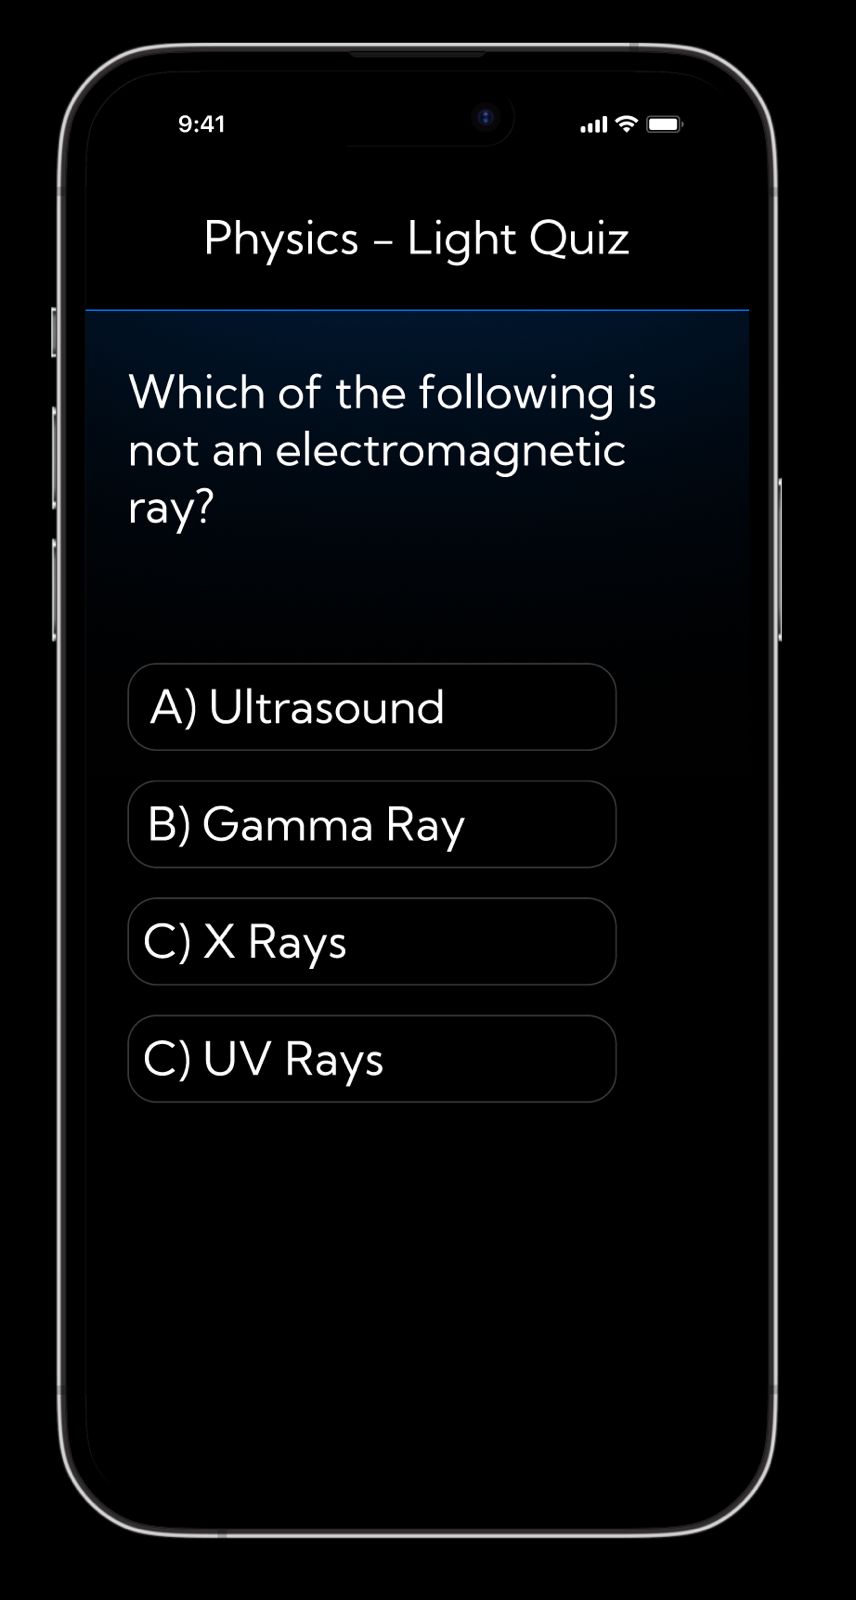 9:41
Physics - Light Quiz
Which of the following is
not an electromagnetic
ray?
A) Ultrasound
B) Gamma Ray
C) X Rays
C) UV Rays